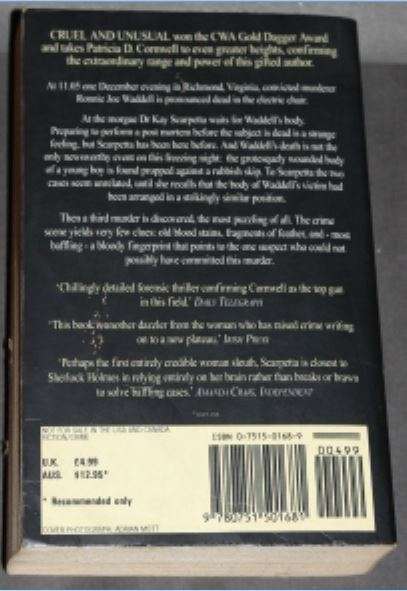 CRUEL AND UNUSUAL won the CWA Gold Dagger Award
and takes Patricia D. Cornwell to even greater heights, confirming
the extraordinary range and power of this gifted author.
At 11.05 one December evening in Richmond, Virginia, convicted murderer
Ronnie Joe Waddell is pronounced dead in the electric chair.
At the morgue Dr Kay Scarpetta waits for Waddell's body.
Preparing to perform a post mortem before the subject is dead is a strange
feeling, but Scarpetta has been here before. And Waddell's death is not the
only newsworthy event on this freezing night: the grotesquely wounded body
of a young boy is found propped against a rubbish skip. To Scarpetta the two
cases seem unrelated, until she recalls that the body of Waddell's victim had
been arranged in a strikingly similar position.
Then a third murder is discovered, the most puzzling of all. The crime
scene yields very few clues: old blood stains, fragments of feather, and - most
baffling - a bloody fingerprint that points to the one suspect who could not
possibly have committed this murder.
'Chillingly detailed forensic thriller confirming Cornwell as the top gun
in this field.' DAILY TELEGRAPH
'This book is another dazzler from the woman who has raised crime writing
on to a new plateau.' IRISH PRESS
'Perhaps the first entirely credible woman sleuth, Scarpetta is closest to
Sherlock Holmes in relying entirely on her brain rather than breaks or brawn
to solve baffling cases.' AMANDA CRAIG, INDEPENDENT
NOT FOR SALE IN THE USA AND CANADA
FICTION/CRIME
ISBN 0-7515-0168-9
00499
U.K. £4.99
AUS. $12.95*
* Recommended only
9 780751 501681
COVER PHOTOGRAPH: ADRIAN MOTT